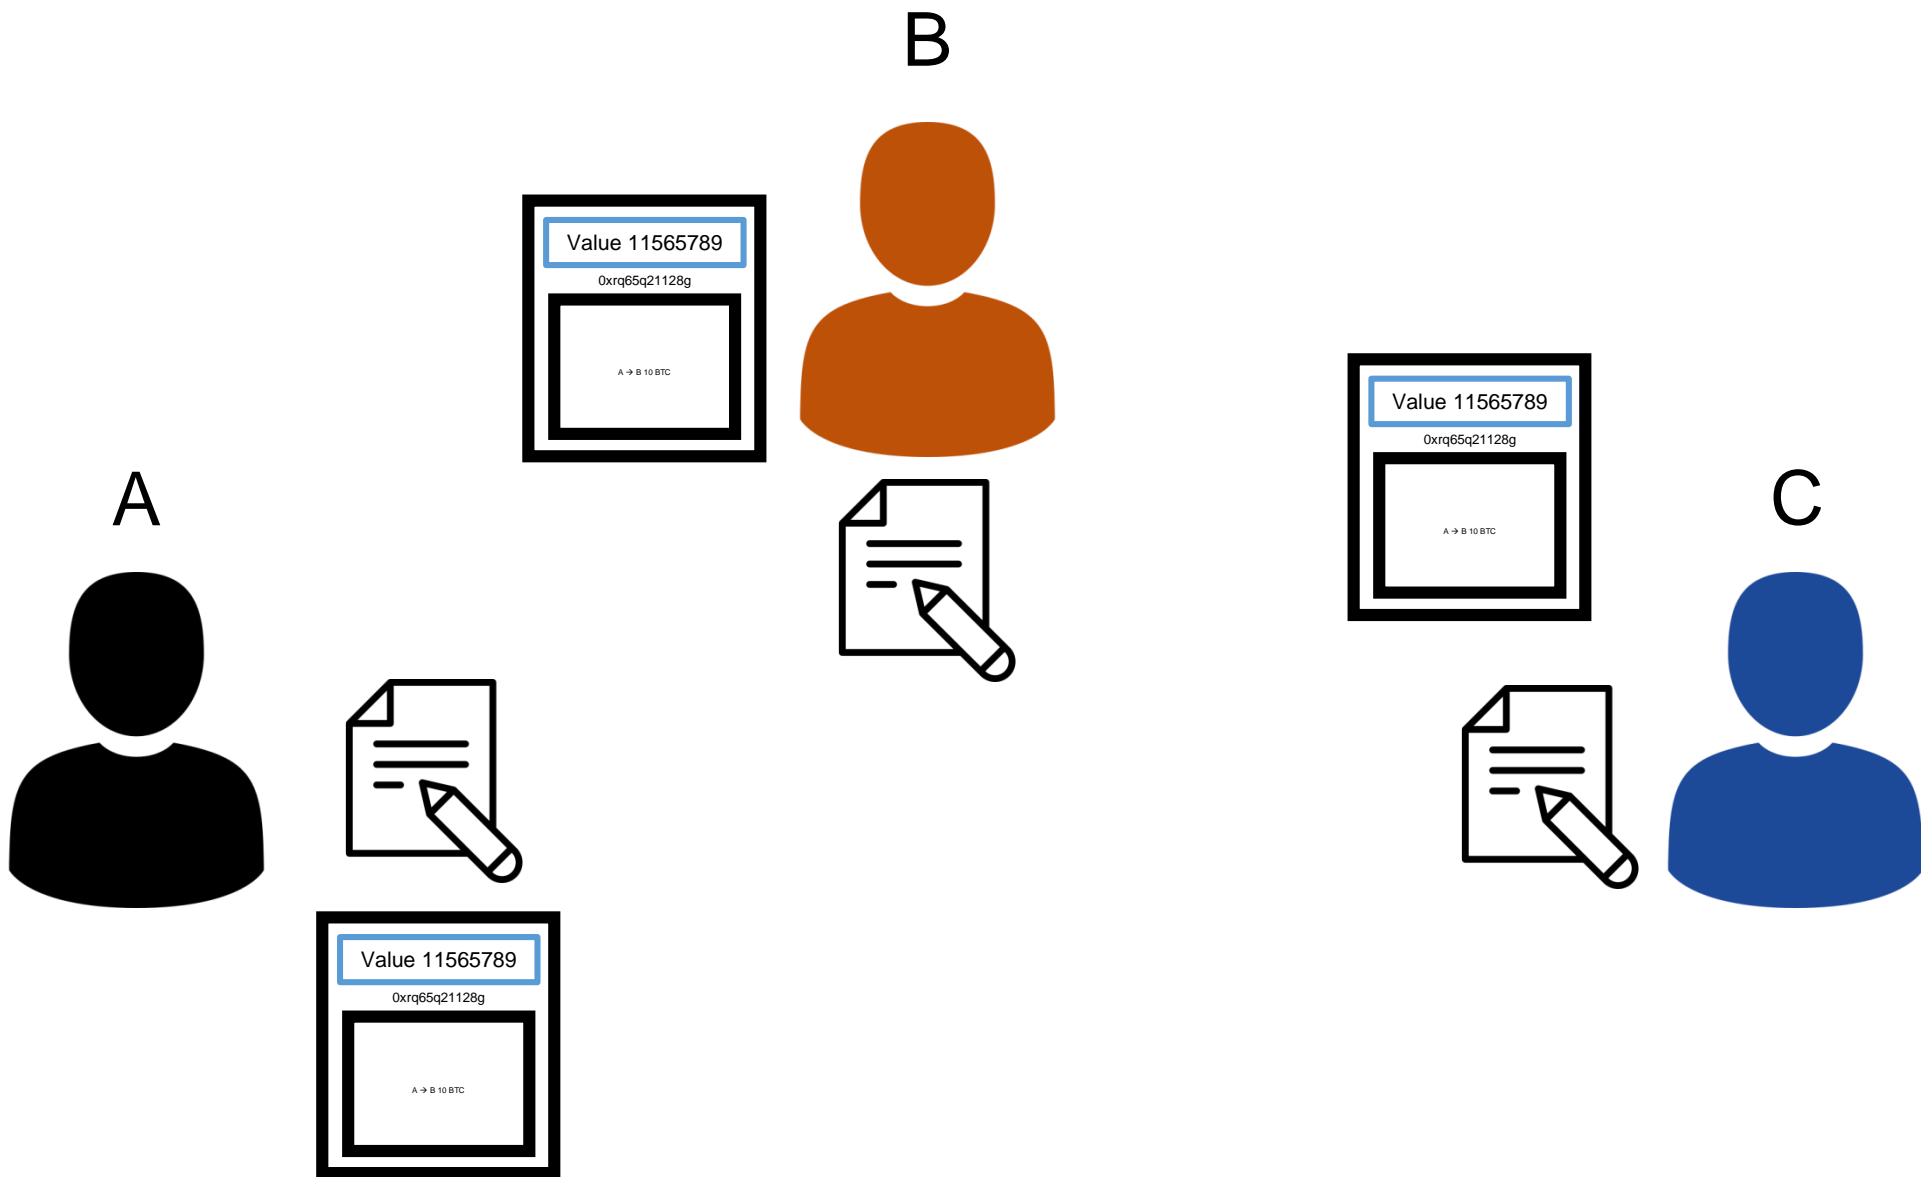 B
Value 11565789
0xrq65q21128g
A → B 10 BTC
Value 11565789
0xrq65q21128g
A → B 10 BTC
C
A
Value 11565789
0xrq65q21128g
A → B 10 BTC